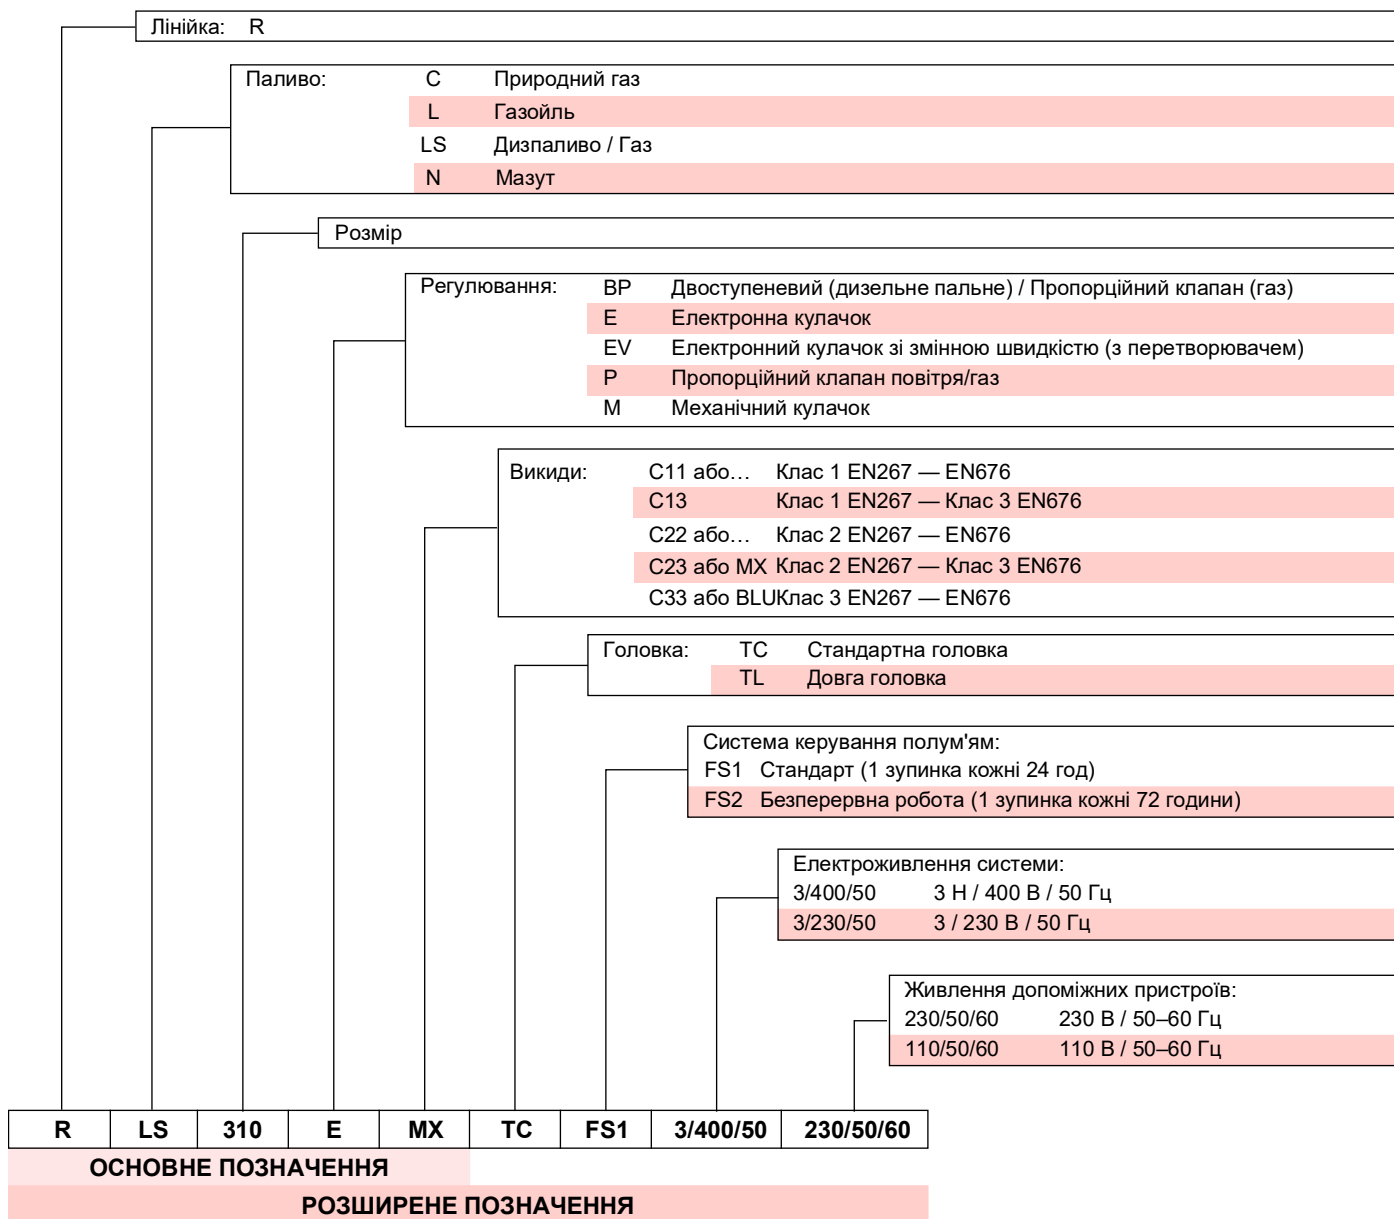 Лінійка: R
Паливо: C Природний газ
L Газойль
LS Дизпаливо / Газ
N Мазут
Розмір
Регулювання: BP Двоступеневий (дизельне пальне) / Пропорційний клапан (газ)
E Електронна кулачок
EV Електронний кулачок зі змінною швидкістю (з перетворювачем)
P Пропорційний клапан повітря/газ
M Механічний кулачок
Викиди: C11 або… Клас 1 EN267 — EN676
C13 Клас 1 EN267 — Клас 3 EN676
C22 або… Клас 2 EN267 — EN676
C23 або MX Клас 2 EN267 — Клас 3 EN676
C33 або BLUКлас 3 EN267 — EN676
Головка: TC Стандартна головка
TL Довга головка
Система керування полум'ям:
FS1 Стандарт (1 зупинка кожні 24 год)
FS2 Безперервна робота (1 зупинка кожні 72 години)
Електроживлення системи:
3/400/50 3 Н / 400 В / 50 Гц
3/230/50 3 / 230 В / 50 Гц
Живлення допоміжних пристроїв:
230/50/60 230 В / 50–60 Гц
110/50/60 110 В / 50–60 Гц
R LS 310 E MX TC FS1 3/400/50 230/50/60
ОСНОВНЕ ПОЗНАЧЕННЯ
РОЗШИРЕНЕ ПОЗНАЧЕННЯ